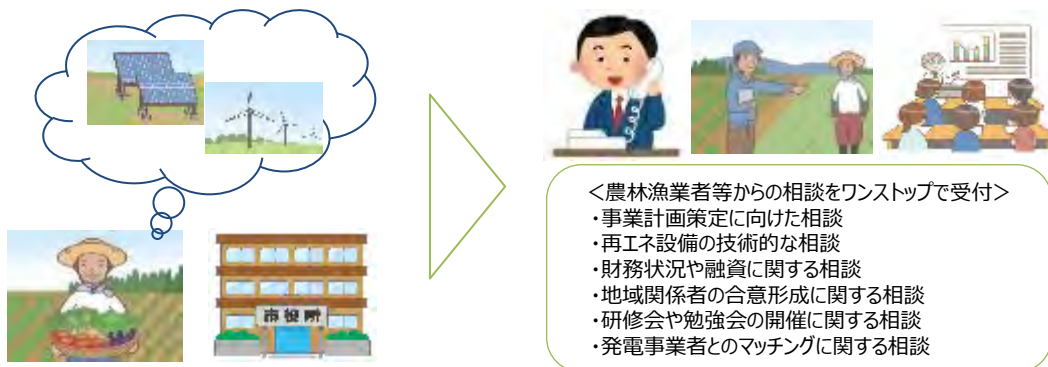 市役所
<農林漁業者等からの相談をワンストップで受付>
・事業計画策定に向けた相談
・再エネ設備の技術的な相談
・財務状況や融資に関する相談
・地域関係者の合意形成に関する相談
・研修会や勉強会の開催に関する相談
・発電事業者とのマッチングに関する相談